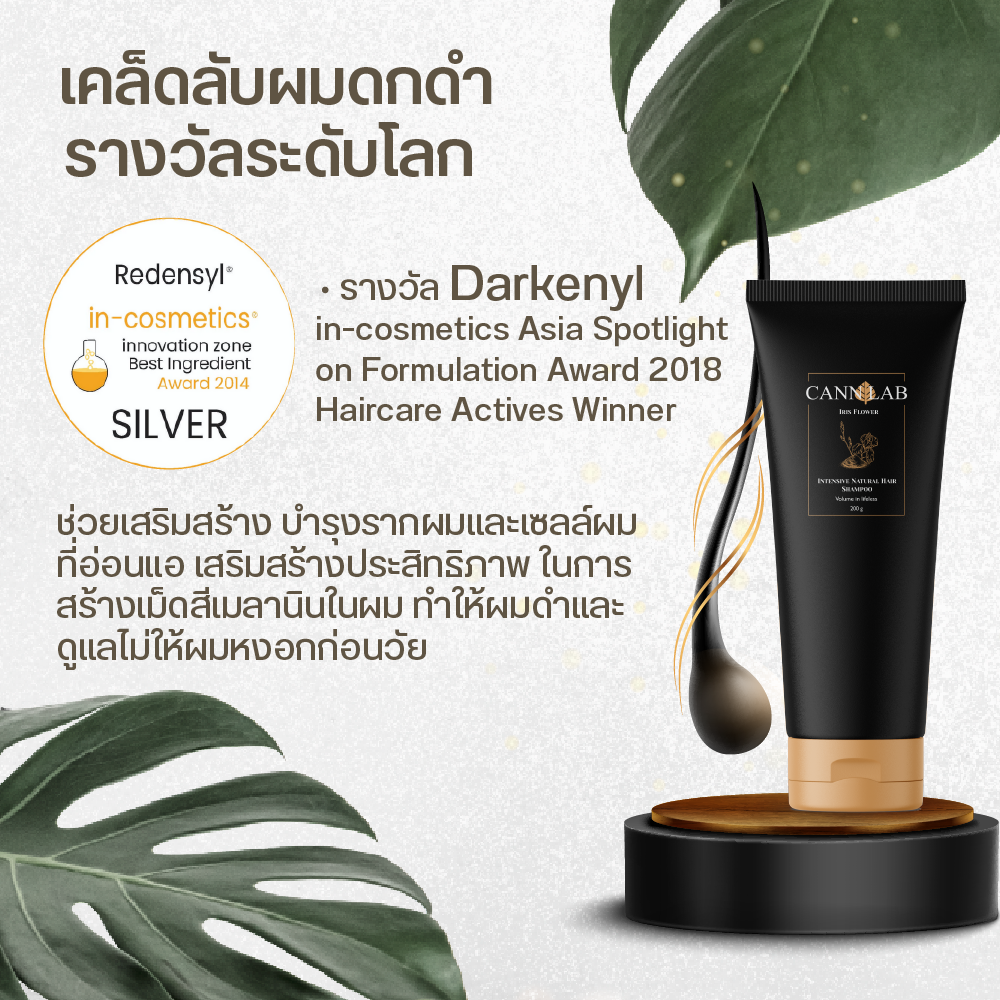 เคล็ดลับผมดกดำ
รางวัลระดับโลก
Redensyl®
in-cosmetics®
innovation zone
Best Ingredient
Award 2014
SILVER
· รางวัล Darkenyl
in-cosmetics Asia Spotlight
on Formulation Award 2018
Haircare Actives Winner
ช่วยเสริมสร้าง บำรุงรากผมและเซลล์ผม
ที่อ่อนแอ เสริมสร้างประสิทธิภาพ ในการ
สร้างเม็ดสีเมลานินในผม ทำให้ผมดำและ
ดูแลไม่ให้ผมหงอกก่อนวัย
CANNILAB
IRIS FLOWER
INTENSIVE NATURAL HAIR
SHAMPOO
Volume in lifeless
200 g